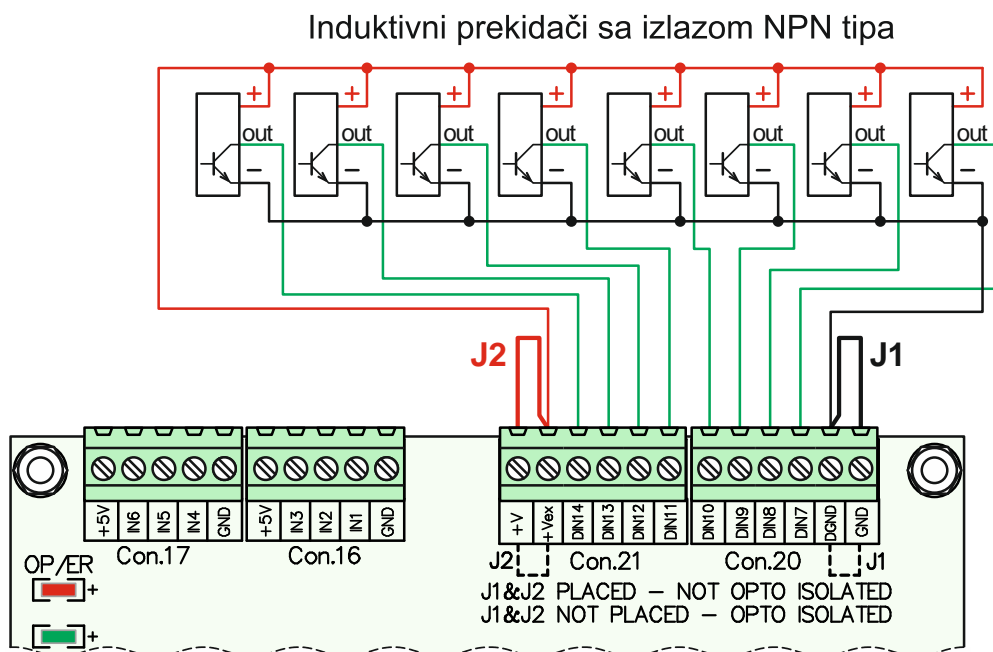 Induktivni prekidači sa izlazom NPN tipa
+ + + + + + + +
out out out out out out out out
− − − − − − − −
J2 J1
+5V IN6 IN5 IN4 GND +5V IN3 IN2 IN1 GND +V +Vex DIN14 DIN13 DIN12 DIN11 DIN10 DIN9 DIN8 DIN7 DGND GND
Con.17 Con.16 J2 Con.21 Con.20 J1
OP/ER
+
J1&J2 PLACED – NOT OPTO ISOLATED
J1&J2 NOT PLACED – OPTO ISOLATED
+